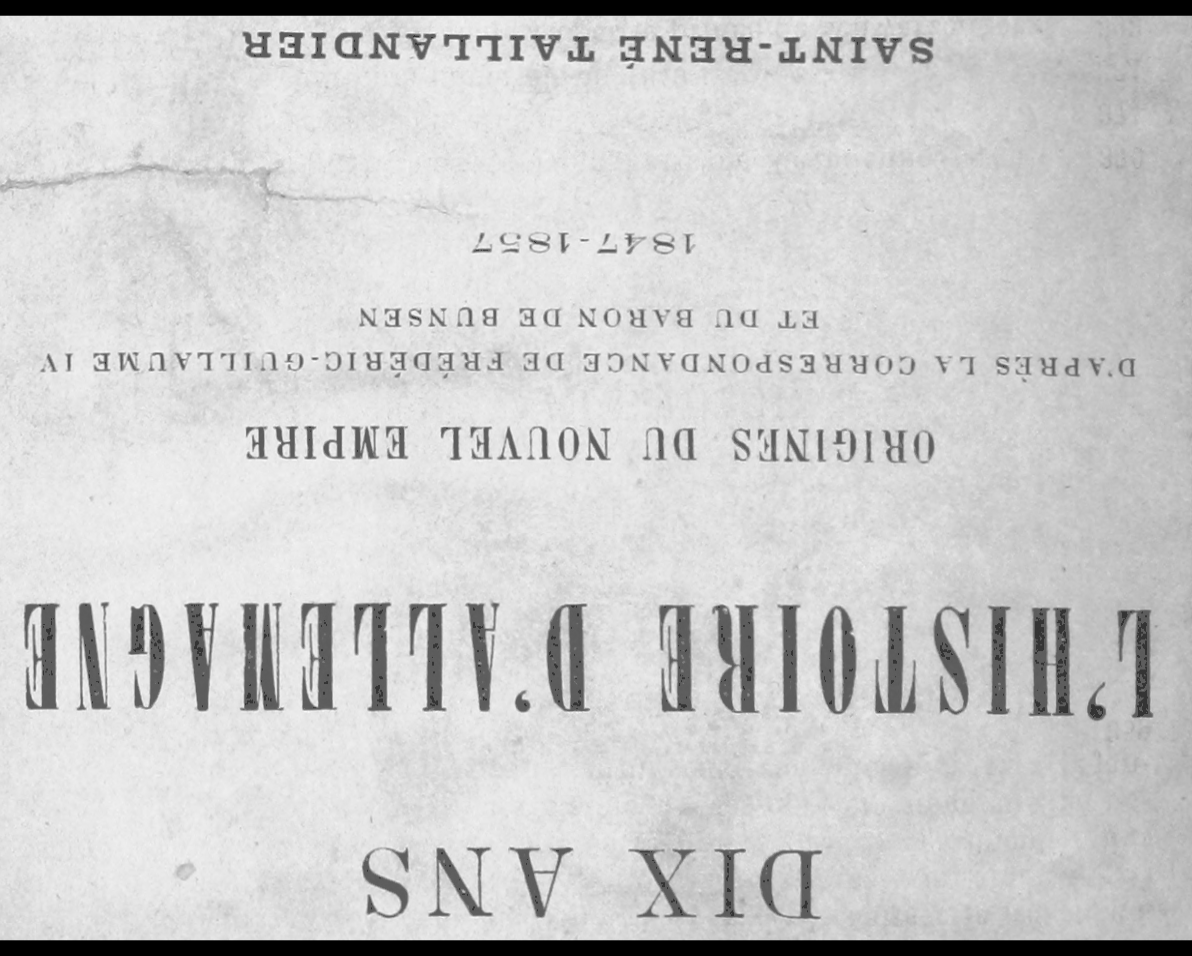 DIX ANS
L'HISTOIRE D'ALLEMAGNE
ORIGINES DU NOUVEL EMPIRE
D'APRÈS LA CORRESPONDANCE DE FRÉDÉRIC-GUILLAUME IV
ET DU BARON DE BUNSEN
1847-1857
SAINT-RENÉ TAILLANDIER